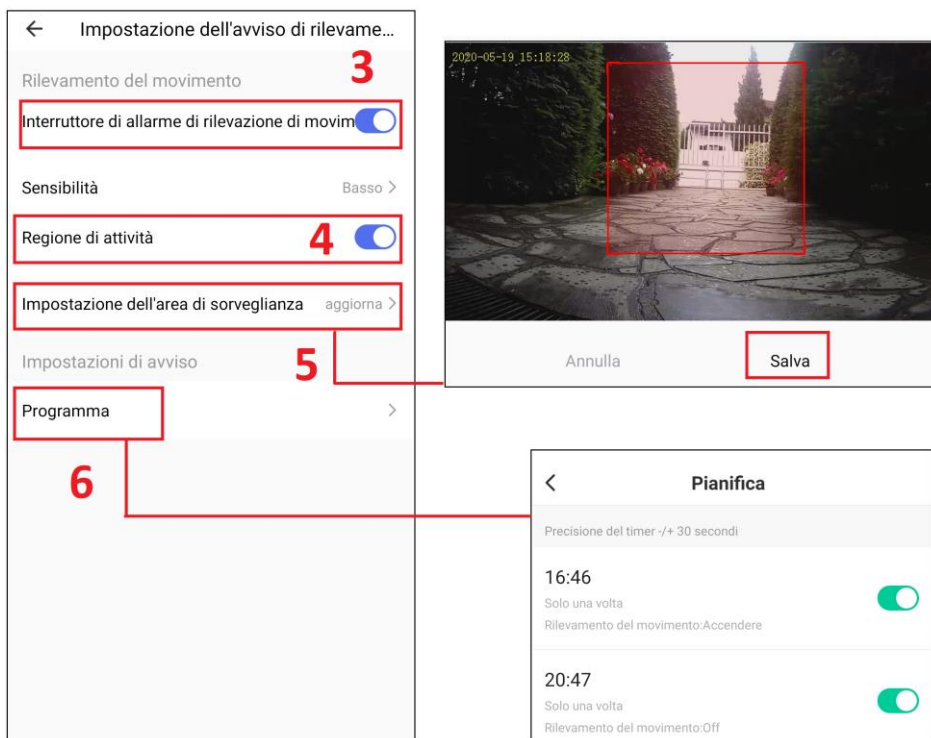 ← Impostazione dell'avviso di rilevame...
3
Rilevamento del movimento
Interruttore di allarme di rilevazione di movim
Sensibilità Basso >
Regione di attività 4
Impostazione dell'area di sorveglianza aggiorna >
5
Impostazioni di avviso
Programma >
6
2020-05-19 15:18:28
Annulla Salva
< Pianifica
Precisione del timer -/+ 30 secondi
16:46
Solo una volta
Rilevamento del movimento:Accendere
20:47
Solo una volta
Rilevamento del movimento:Off